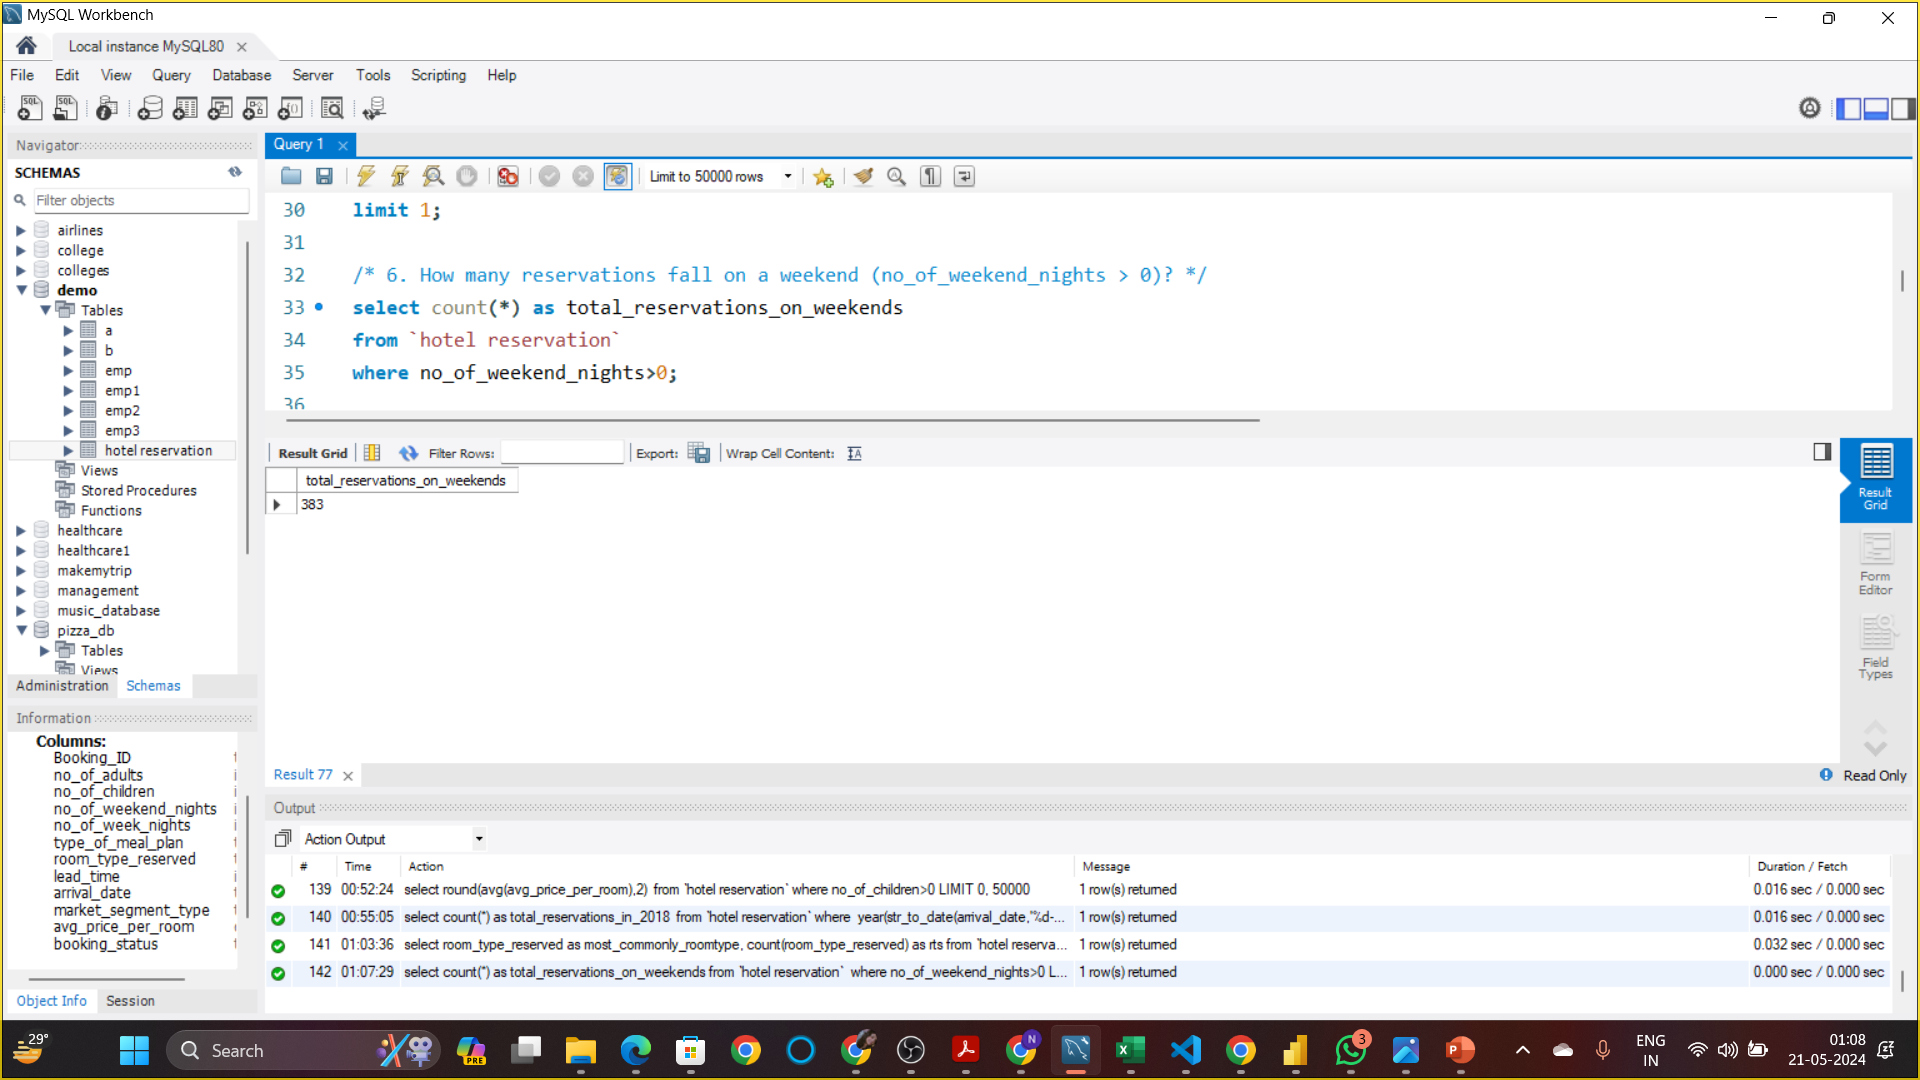 MySQL Workbench
Local instance MySQL80
File Edit View Query Database Server Tools Scripting Help
Navigator
SCHEMAS
Filter objects
airlines
college
colleges
demo
Tables
a
b
emp
emp1
emp2
emp3
hotel reservation
Views
Stored Procedures
Functions
healthcare
healthcare1
makemytrip
management
music_database
pizza_db
Tables
Views
Administration Schemas
Information
Columns:
Booking_ID
no_of_adults
no_of_children
no_of_weekend_nights
no_of_week_nights
type_of_meal_plan
room_type_reserved
lead_time
arrival_date
market_segment_type
avg_price_per_room
booking_status
Object Info Session
Query 1
Limit to 50000 rows
30 limit 1;
31
32 /* 6. How many reservations fall on a weekend (no_of_weekend_nights > 0)? */
33 select count(*) as total_reservations_on_weekends
34 from `hotel reservation`
35 where no_of_weekend_nights>0;
36
Result Grid Filter Rows: Export: Wrap Cell Content:
total_reservations_on_weekends
383
Result Grid
Form Editor
Field Types
Result 77
Read Only
Output
Action Output
# Time Action Message Duration / Fetch
139 00:52:24 select round(avg(avg_price_per_room),2) from `hotel reservation` where no_of_children>0 LIMIT 0, 50000 1 row(s) returned 0.016 sec / 0.000 sec
140 00:55:05 select count(*) as total_reservations_in_2018 from `hotel reservation` where year(str_to_date(arrival_date,"%d-... 1 row(s) returned 0.016 sec / 0.000 sec
141 01:03:36 select room_type_reserved as most_commonly_roomtype, count(room_type_reserved) as rts from `hotel reserva... 1 row(s) returned 0.032 sec / 0.000 sec
142 01:07:29 select count(*) as total_reservations_on_weekends from `hotel reservation` where no_of_weekend_nights>0 L... 1 row(s) returned 0.000 sec / 0.000 sec
29°
Search
PRE
N
3
ENG
IN
01:08
21-05-2024